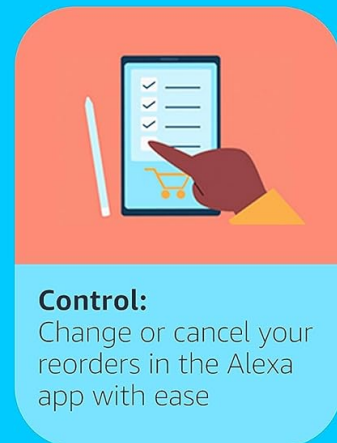 Control:
Change or cancel your
reorders in the Alexa
app with ease